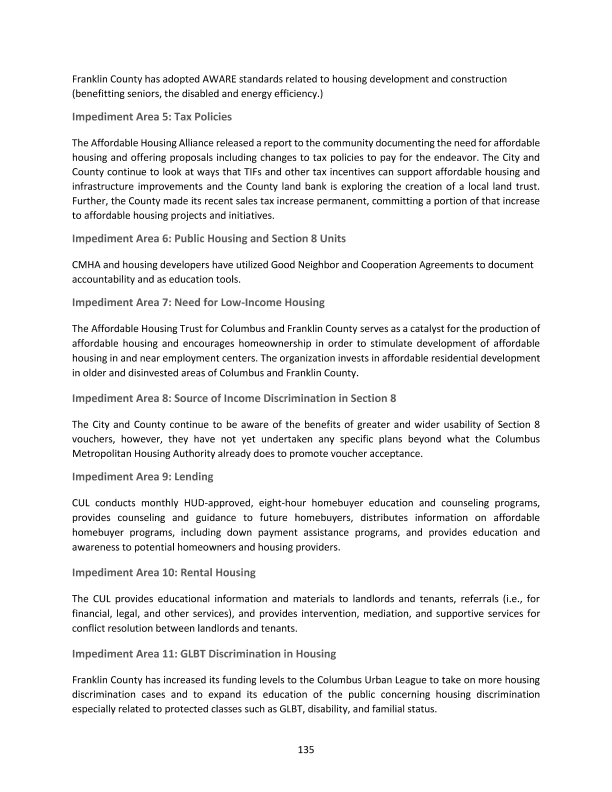 Franklin County has adopted AWARE standards related to housing development and construction
(benefitting seniors, the disabled and energy efficiency.)
Impediment Area 5: Tax Policies
The Affordable Housing Alliance released a report to the community documenting the need for affordable
housing and offering proposals including changes to tax policies to pay for the endeavor. The City and
County continue to look at ways that TIFs and other tax incentives can support affordable housing and
infrastructure improvements and the County land bank is exploring the creation of a local land trust.
Further, the County made its recent sales tax increase permanent, committing a portion of that increase
to affordable housing projects and initiatives.
Impediment Area 6: Public Housing and Section 8 Units
CMHA and housing developers have utilized Good Neighbor and Cooperation Agreements to document
accountability and as education tools.
Impediment Area 7: Need for Low-Income Housing
The Affordable Housing Trust for Columbus and Franklin County serves as a catalyst for the production of
affordable housing and encourages homeownership in order to stimulate development of affordable
housing in and near employment centers. The organization invests in affordable residential development
in older and disinvested areas of Columbus and Franklin County.
Impediment Area 8: Source of Income Discrimination in Section 8
The City and County continue to be aware of the benefits of greater and wider usability of Section 8
vouchers, however, they have not yet undertaken any specific plans beyond what the Columbus
Metropolitan Housing Authority already does to promote voucher acceptance.
Impediment Area 9: Lending
CUL conducts monthly HUD-approved, eight-hour homebuyer education and counseling programs,
provides counseling and guidance to future homebuyers, distributes information on affordable
homebuyer programs, including down payment assistance programs, and provides education and
awareness to potential homeowners and housing providers.
Impediment Area 10: Rental Housing
The CUL provides educational information and materials to landlords and tenants, referrals (i.e., for
financial, legal, and other services), and provides intervention, mediation, and supportive services for
conflict resolution between landlords and tenants.
Impediment Area 11: GLBT Discrimination in Housing
Franklin County has increased its funding levels to the Columbus Urban League to take on more housing
discrimination cases and to expand its education of the public concerning housing discrimination
especially related to protected classes such as GLBT, disability, and familial status.
135